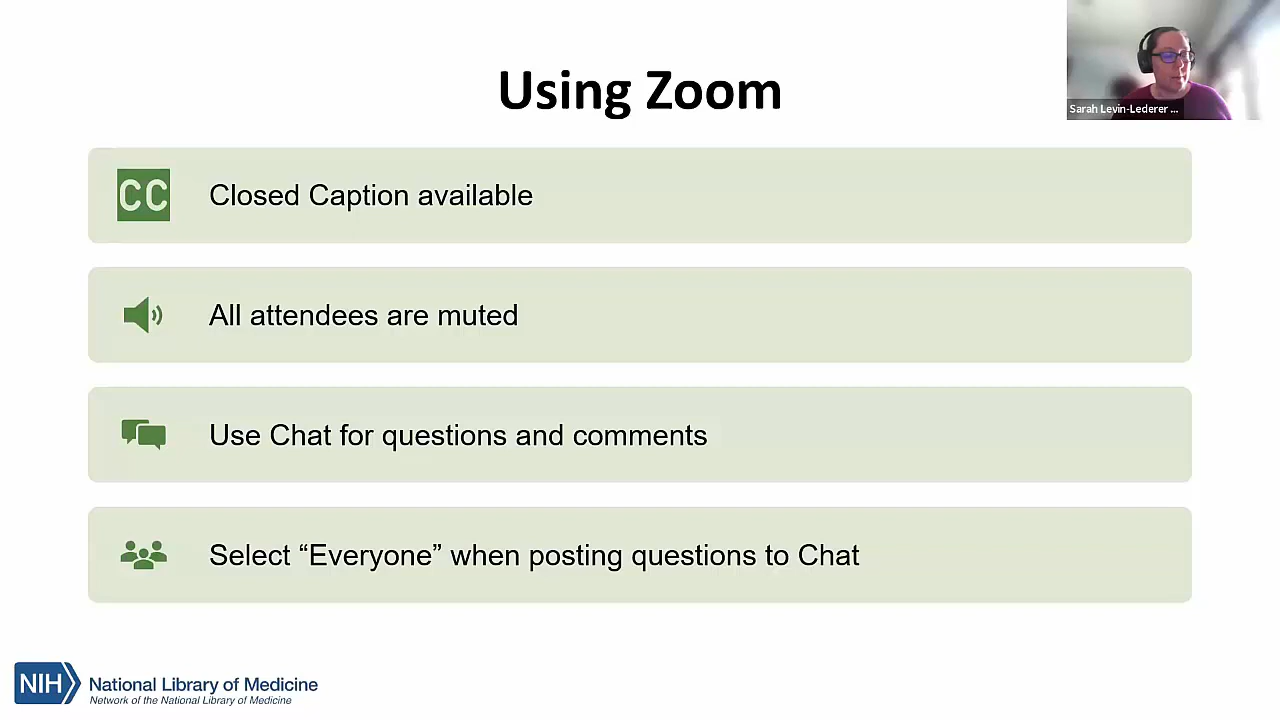 Using Zoom
Sarah Levin-Lederer ...
CC
Closed Caption available
All attendees are muted
Use Chat for questions and comments
Select “Everyone” when posting questions to Chat
NIH
National Library of Medicine
Network of the National Library of Medicine